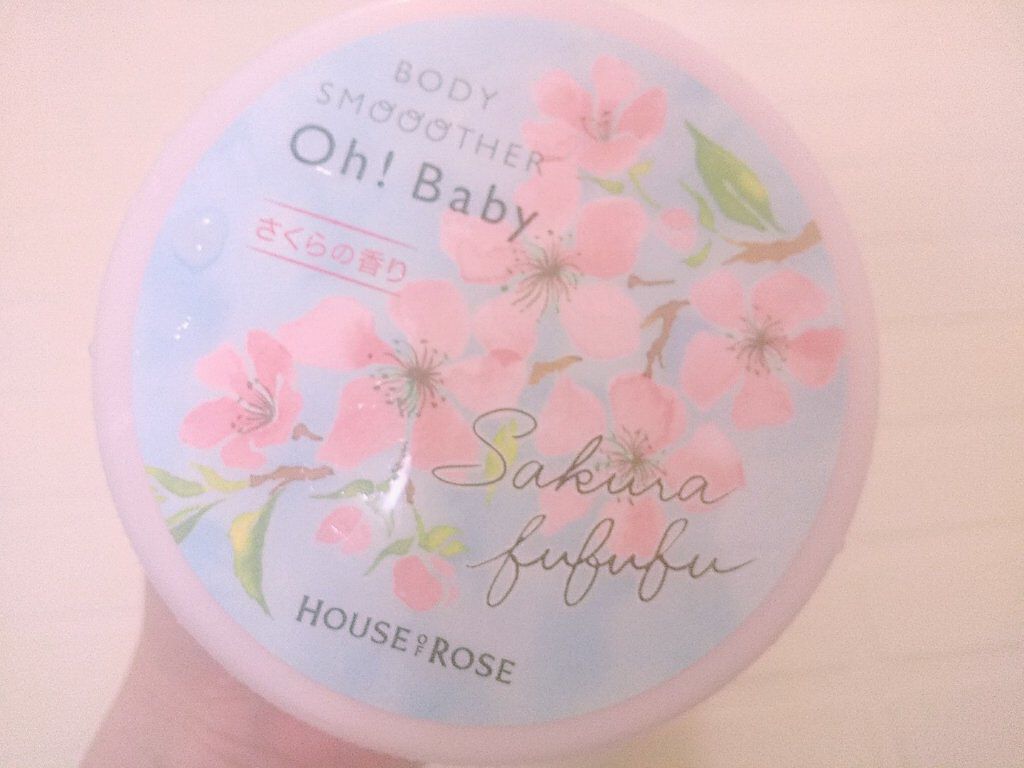 BODY
SMOOOTHER
Oh! Baby
さくらの香り
Sakura
fufufu
HOUSE OF ROSE